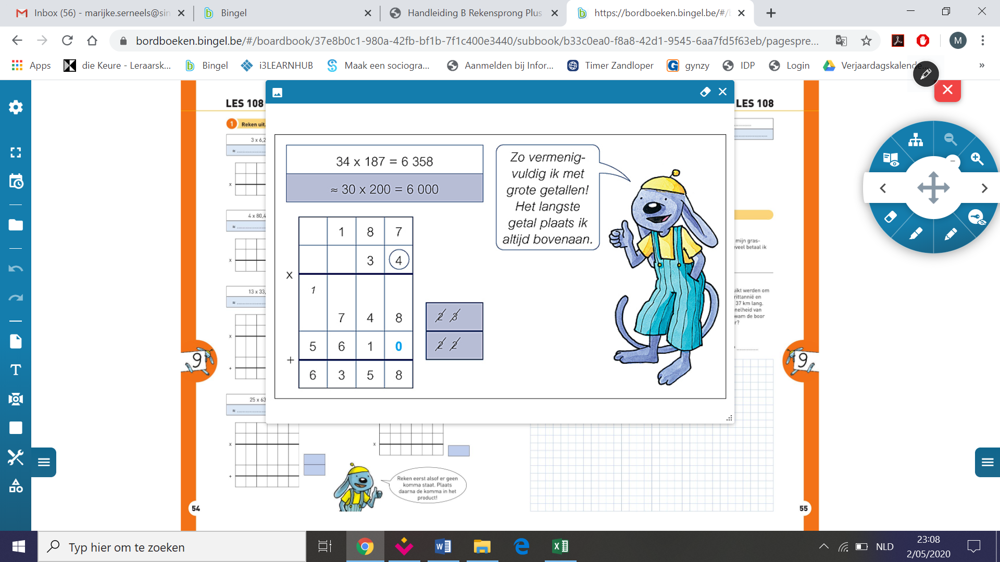 Inbox (56) - marijke.serneels@sin
Bingel
Handleiding B Rekensprong Plus
https://bordboeken.bingel.be/#/b
bordboeken.bingel.be/#/boardbook/37e8b0c1-980a-42fb-bf1b-7f1c400e3440/subbook/b33c0ea0-f8a8-42d1-9545-6aa7fd5f63eb/pagespre...
M
Apps
die Keure - Leraarsk...
Bingel
i3LEARNHUB
Maak een sociogra...
Aanmelden bij Infor...
Timer Zandloper
gynzy
IDP
Login
Verjaardagskalende...
»
LES 108
LES 108
1 Reken uit.
3 x 6,2
≈
x
4 x 80,4
≈
x
13 x 33,
≈
x
+
25 x 63
≈
x
+
x
34 x 187 = 6 358
≈ 30 x 200 = 6 000
1 8 7
3 4
x
1
7 4 8
2 3
5 6 1 0
2 2
+
6 3 5 8
Zo vermenig-
vuldig ik met
grote getallen!
Het langste
getal plaats ik
altijd bovenaan.
mijn gras-
eveel betaal ik
uikt werden om
rittannië en
37 km lang.
nelheid van
wam de boor
r?
9
9
Reken eerst alsof er geen
komma staat. Plaats
daarna de komma in het
product!
54
55
T
Typ hier om te zoeken
NLD
23:08
2/05/2020